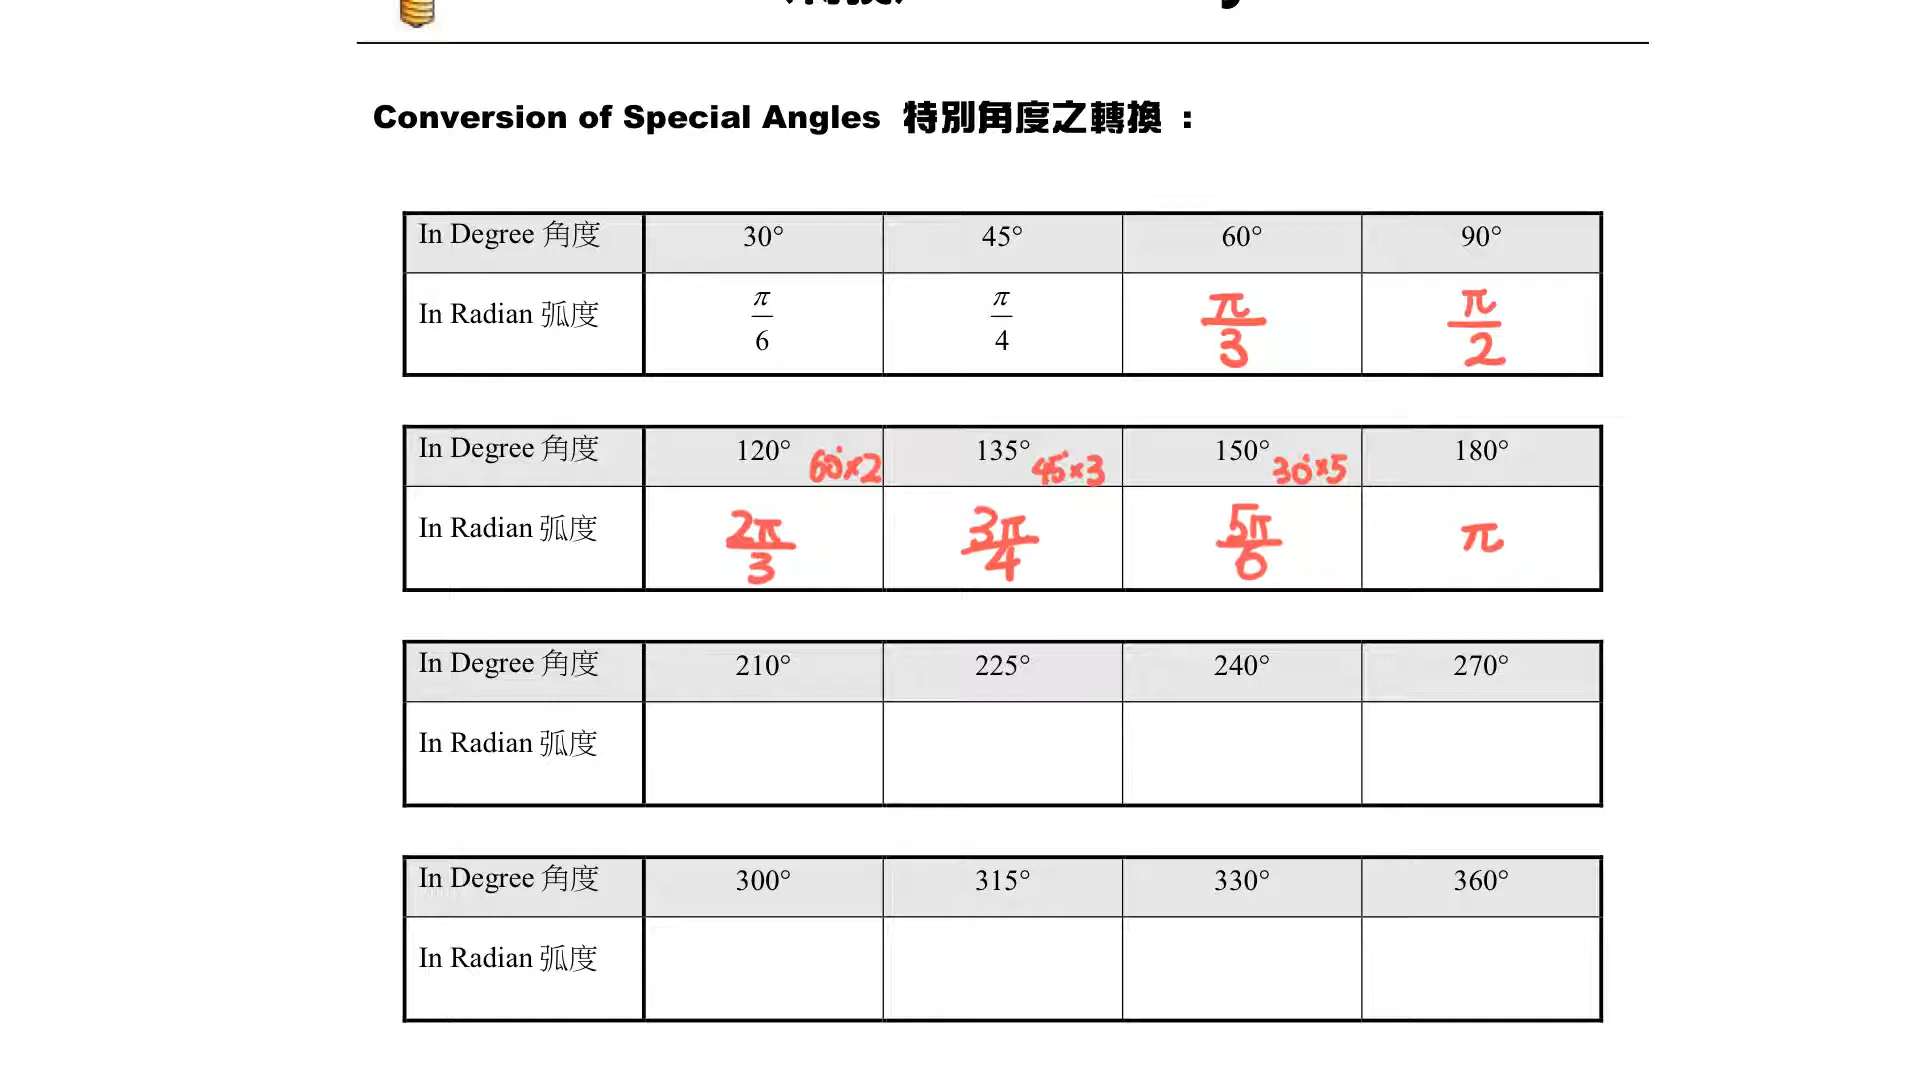 Conversion of Special Angles 特別角度之轉換：
In Degree 角度 30° 45° 60° 90°
In Radian 弧度 π/6 π/4 π/3 π/2
In Degree 角度 120° 60°×2 135° 45°×3 150° 30°×5 180°
In Radian 弧度 2π/3 3π/4 5π/6 π
In Degree 角度 210° 225° 240° 270°
In Radian 弧度
In Degree 角度 300° 315° 330° 360°
In Radian 弧度